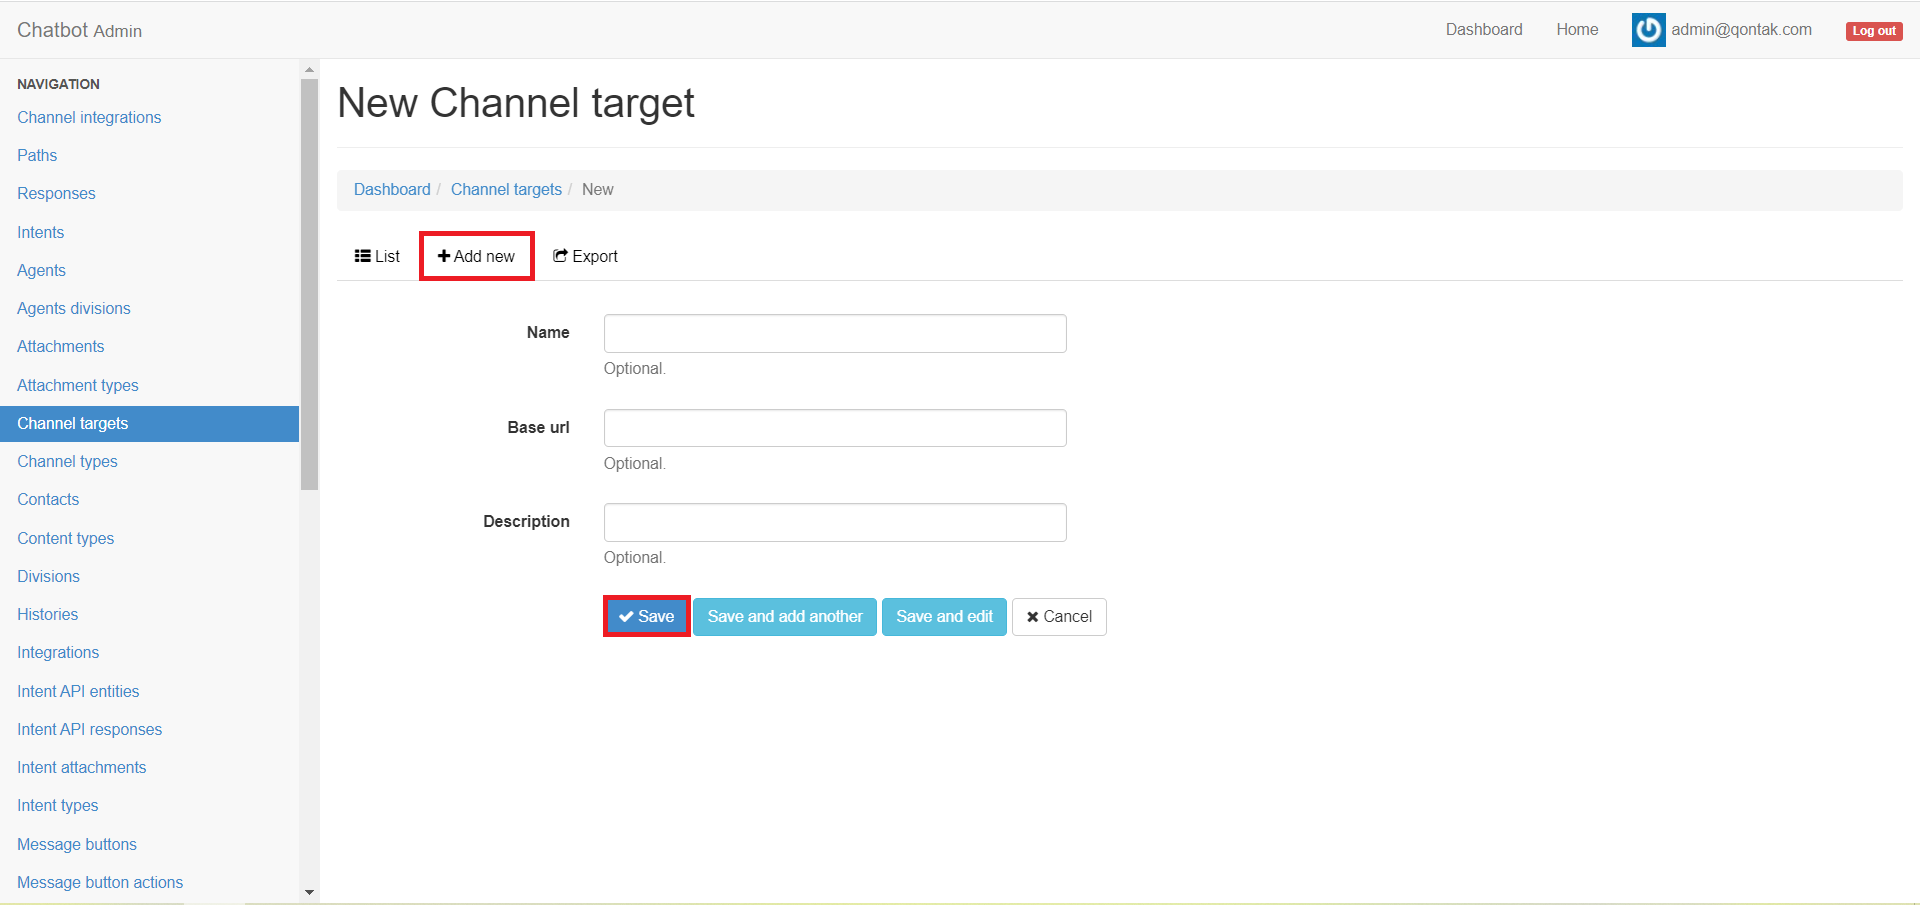 Chatbot Admin
Dashboard
Home
admin@qontak.com
Log out
NAVIGATION
Channel integrations
Paths
Responses
Intents
Agents
Agents divisions
Attachments
Attachment types
Channel targets
Channel types
Contacts
Content types
Divisions
Histories
Integrations
Intent API entities
Intent API responses
Intent attachments
Intent types
Message buttons
Message button actions
New Channel target
Dashboard / Channel targets / New
List
Add new
Export
Name
Optional.
Base url
Optional.
Description
Optional.
Save
Save and add another
Save and edit
Cancel